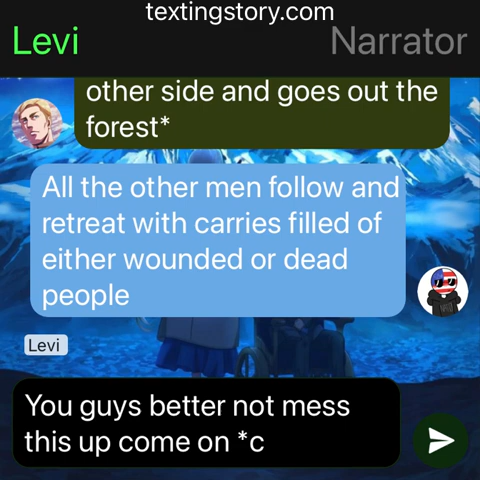 textingstory.com
Levi
Narrator
other side and goes out the
forest*
All the other men follow and
retreat with carries filled of
either wounded or dead
people
Levi
You guys better not mess
this up come on *c